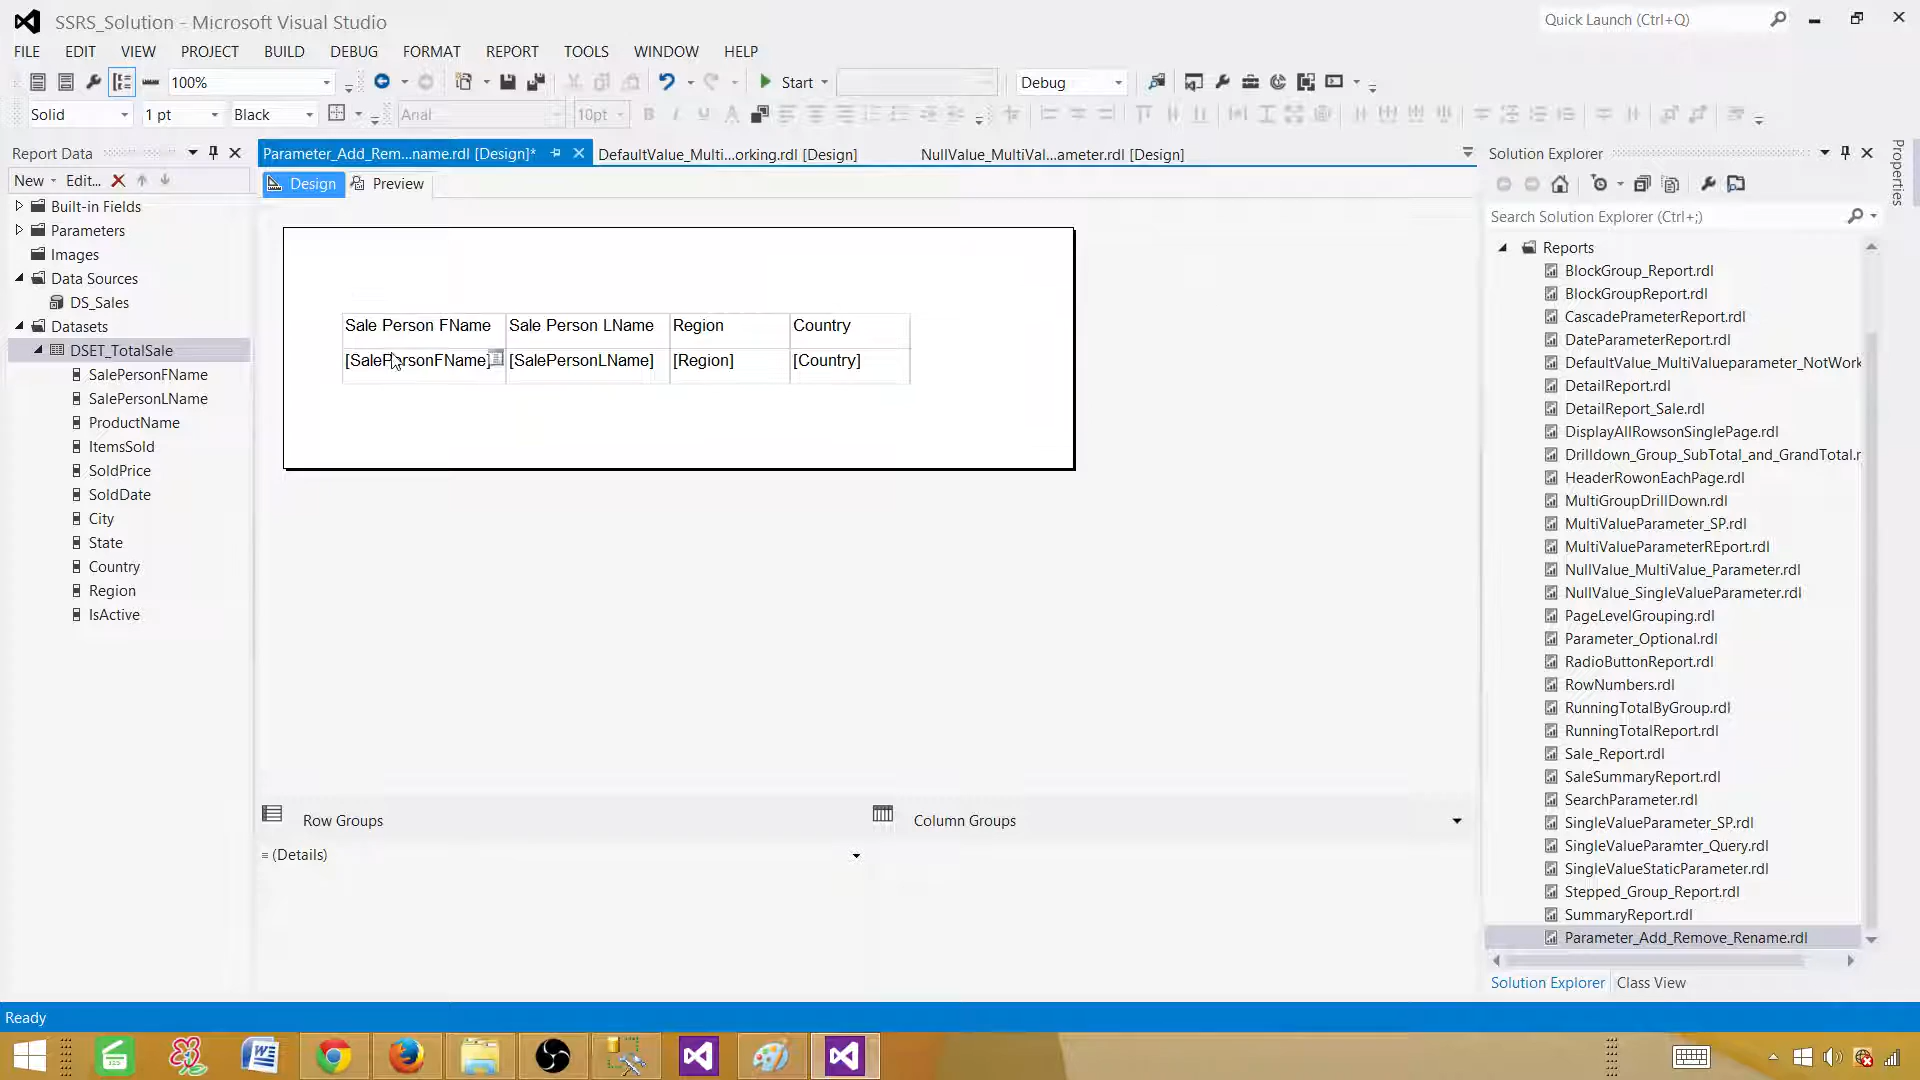 SSRS_Solution - Microsoft Visual Studio
Quick Launch (Ctrl+Q)
FILE EDIT VIEW PROJECT BUILD DEBUG FORMAT REPORT TOOLS WINDOW HELP
100% Start Debug
Solid 1 pt Black Arial 10pt B I U A
Report Data
Parameter_Add_Rem...name.rdl [Design]* DefaultValue_Multi...orking.rdl [Design] NullValue_MultiVal...ameter.rdl [Design]
Solution Explorer
Properties
New Edit...
Design Preview
Search Solution Explorer (Ctrl+;)
Built-in Fields
Parameters
Images
Data Sources
DS_Sales
Datasets
DSET_TotalSale
SalePersonFName
SalePersonLName
ProductName
ItemsSold
SoldPrice
SoldDate
City
State
Country
Region
IsActive
Sale Person FName Sale Person LName Region Country
[SalePersonFName] [SalePersonLName] [Region] [Country]
Row Groups Column Groups
(Details)
Reports
BlockGroup_Report.rdl
BlockGroupReport.rdl
CascadePrameterReport.rdl
DateParameterReport.rdl
DefaultValue_MultiValueparameter_NotWork
DetailReport.rdl
DetailReport_Sale.rdl
DisplayAllRowsonSinglePage.rdl
Drilldown_Group_SubTotal_and_GrandTotal.r
HeaderRowonEachPage.rdl
MultiGroupDrillDown.rdl
MultiValueParameter_SP.rdl
MultiValueParameterREport.rdl
NullValue_MultiValue_Parameter.rdl
NullValue_SingleValueParameter.rdl
PageLevelGrouping.rdl
Parameter_Optional.rdl
RadioButtonReport.rdl
RowNumbers.rdl
RunningTotalByGroup.rdl
RunningTotalReport.rdl
Sale_Report.rdl
SaleSummaryReport.rdl
SearchParameter.rdl
SingleValueParameter_SP.rdl
SingleValueParamter_Query.rdl
SingleValueStaticParameter.rdl
Stepped_Group_Report.rdl
SummaryReport.rdl
Parameter_Add_Remove_Rename.rdl
Solution Explorer Class View
Ready